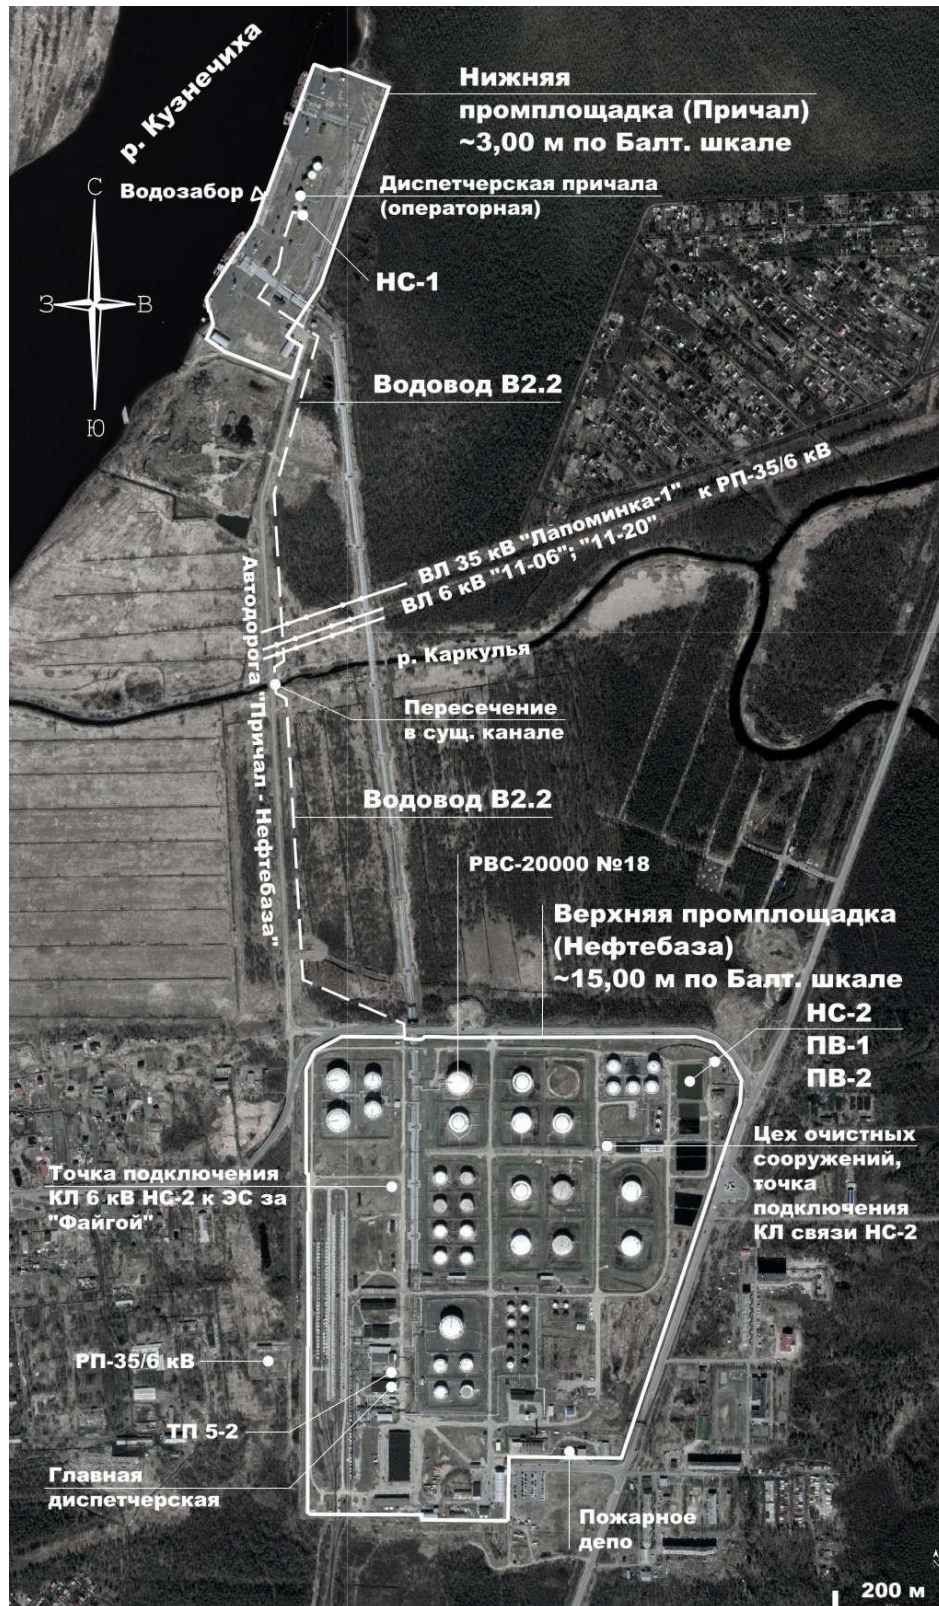 р. Кузнечиха
Нижняя
промплощадка (Причал)
~3,00 м по Балт. шкале
Водозабор
Диспетчерская причала
(операторная)
С
З
В
Ю
НС-1
Водовод В2.2
ВЛ 35 кВ "Лапоминка-1" к РП-35/6 кВ
ВЛ 6 кВ "11-06"; "11-20"
Автодорога "Причал - Нефтебаза"
р. Каркулья
Пересечение
в сущ. канале
Водовод В2.2
РВС-20000 №18
Верхняя промплощадка
(Нефтебаза)
~15,00 м по Балт. шкале
НС-2
ПВ-1
ПВ-2
Цех очистных
сооружений,
точка
подключения
КЛ связи НС-2
Точка подключения
КЛ 6 кВ НС-2 к ЭС за
"Файгой"
РП-35/6 кВ
ТП 5-2
Главная
диспетчерская
Пожарное
депо
200 м